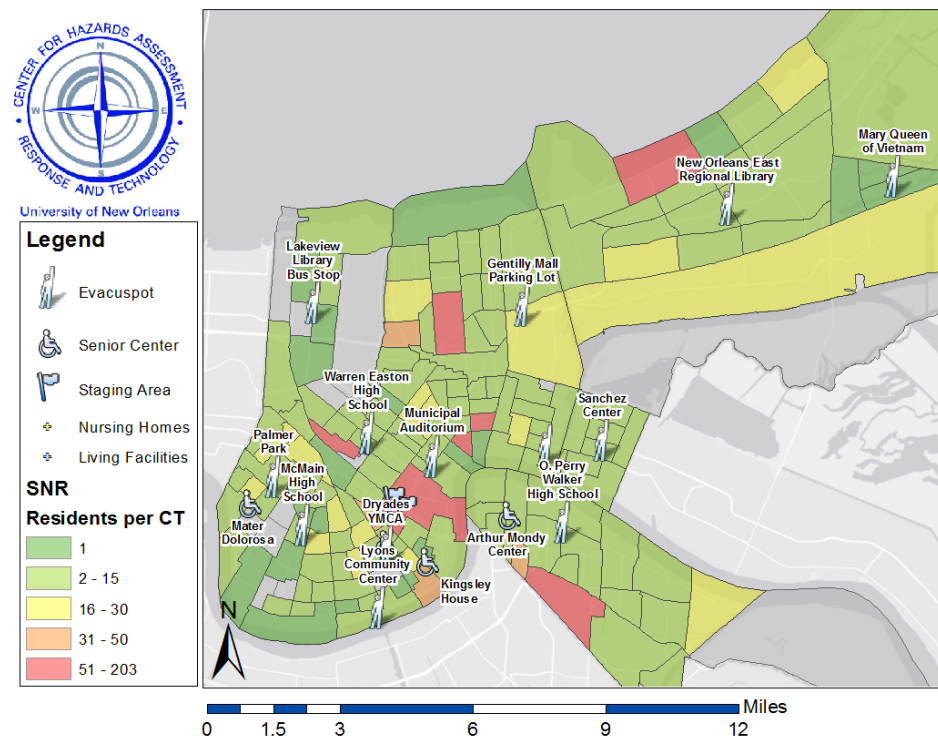 CENTER FOR HAZARDS ASSESSMENT
RESPONSE AND TECHNOLOGY
N
W
E
S
University of New Orleans
Legend
Evacuspot
Senior Center
Staging Area
Nursing Homes
Living Facilities
SNR
Residents per CT
1
2 - 15
16 - 30
31 - 50
51 - 203
Mary Queen
of Vietnam
New Orleans East
Regional Library
Lakeview
Library
Bus Stop
Gentilly Mall
Parking Lot
Warren Easton
High
School
Municipal
Auditorium
Sanchez
Center
Palmer
Park
McMain
High
School
O. Perry
Walker
High School
Mater
Dolorosa
Dryades
YMCA
Arthur Mondy
Center
Lyons
Community
Center
Kingsley
House
N
Miles
0 1.5 3 6 9 12